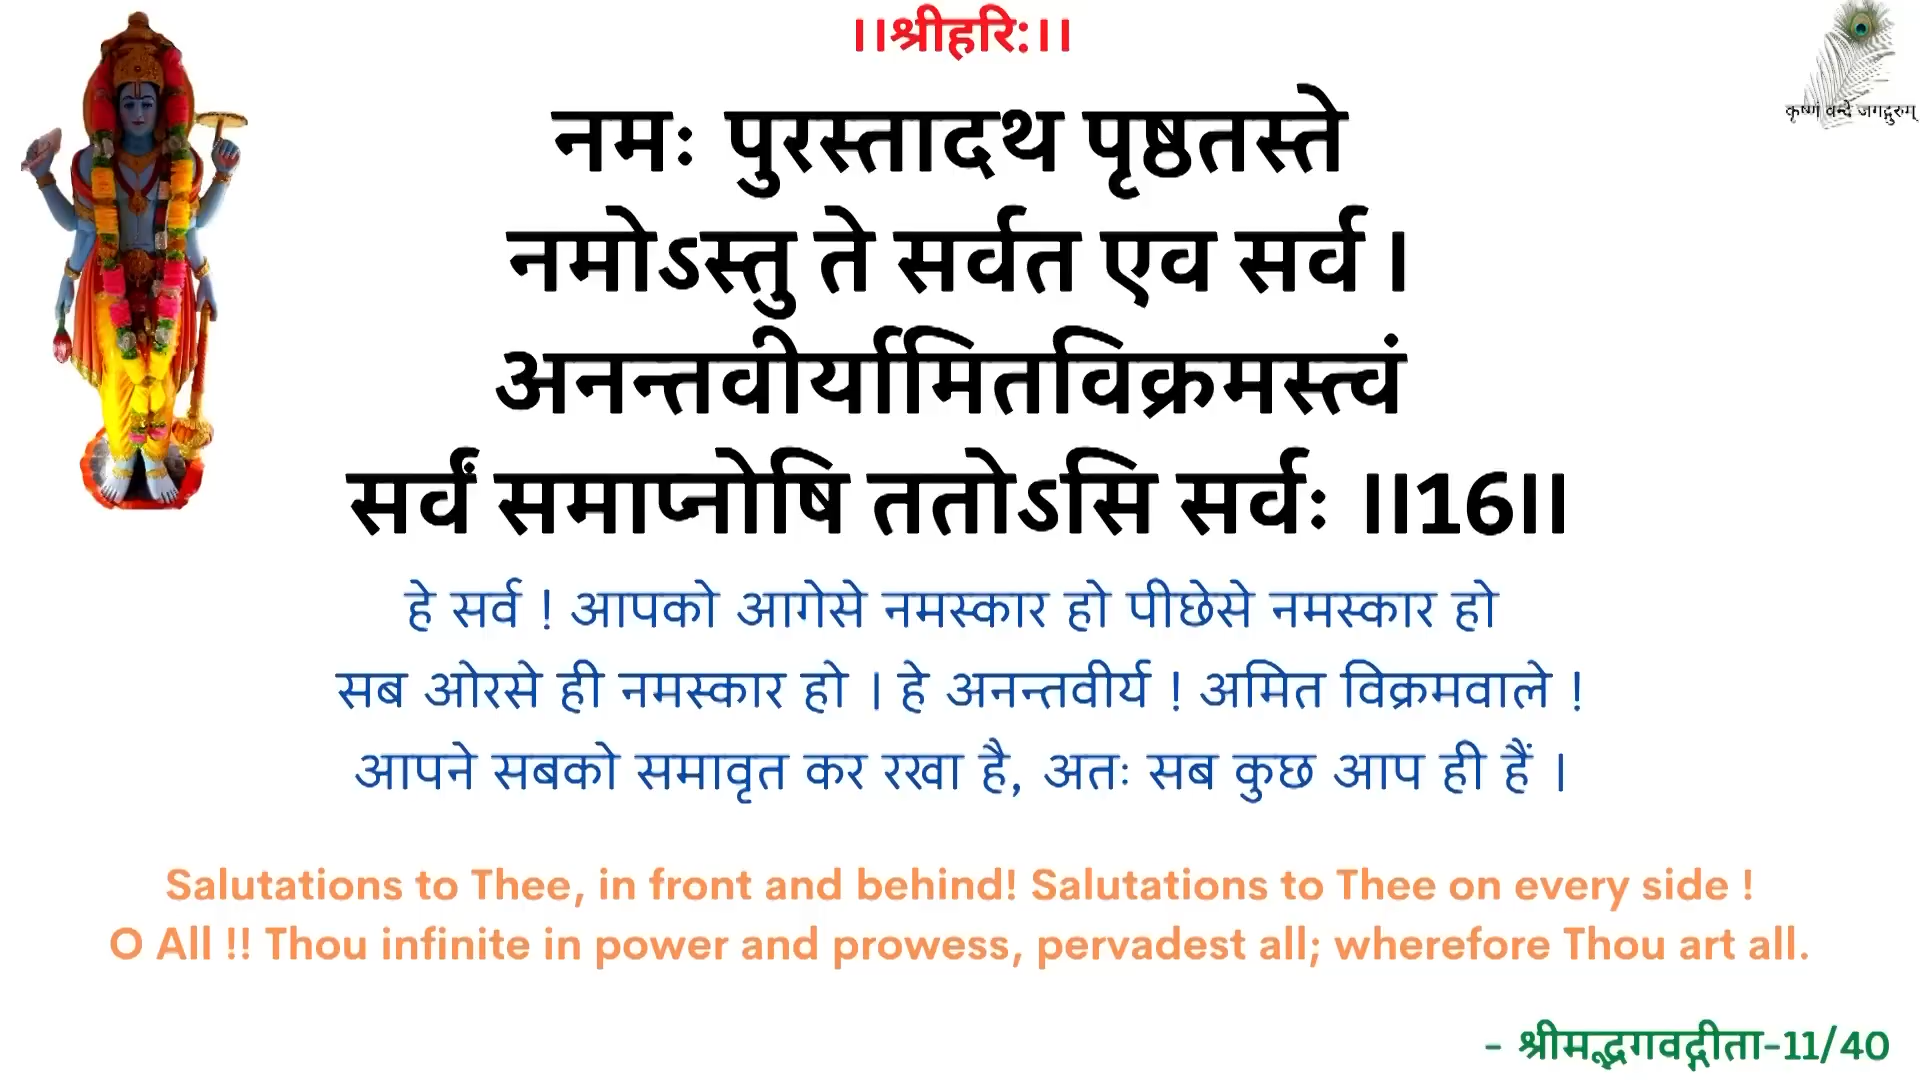 ।।श्रीहरि:।।
कृष्णं वन्दे जगद्गुरुम्
नमः पुरस्तादथ पृष्ठतस्ते
नमोऽस्तु ते सर्वत एव सर्व ।
अनन्तवीर्यामितविक्रमस्त्वं
सर्वं समाप्नोषि ततोऽसि सर्वः ।।16।।
हे सर्व ! आपको आगेसे नमस्कार हो पीछेसे नमस्कार हो
सब ओरसे ही नमस्कार हो । हे अनन्तवीर्य ! अमित विक्रमवाले !
आपने सबको समावृत कर रखा है, अतः सब कुछ आप ही हैं ।
Salutations to Thee, in front and behind! Salutations to Thee on every side !
O All !! Thou infinite in power and prowess, pervadest all; wherefore Thou art all.
- श्रीमद्भगवद्गीता-11/40